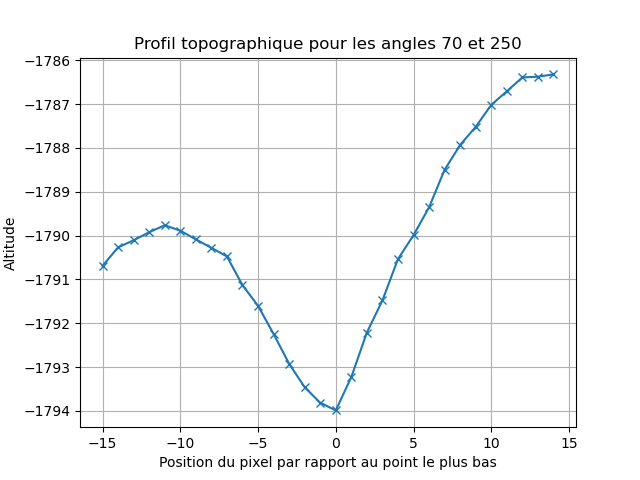 Profil topographique pour les angles 70 et 250
−1786
−1787
−1788
−1789
−1790
−1791
−1792
−1793
−1794
Altitude
−15 −10 −5 0 5 10 15
Position du pixel par rapport au point le plus bas